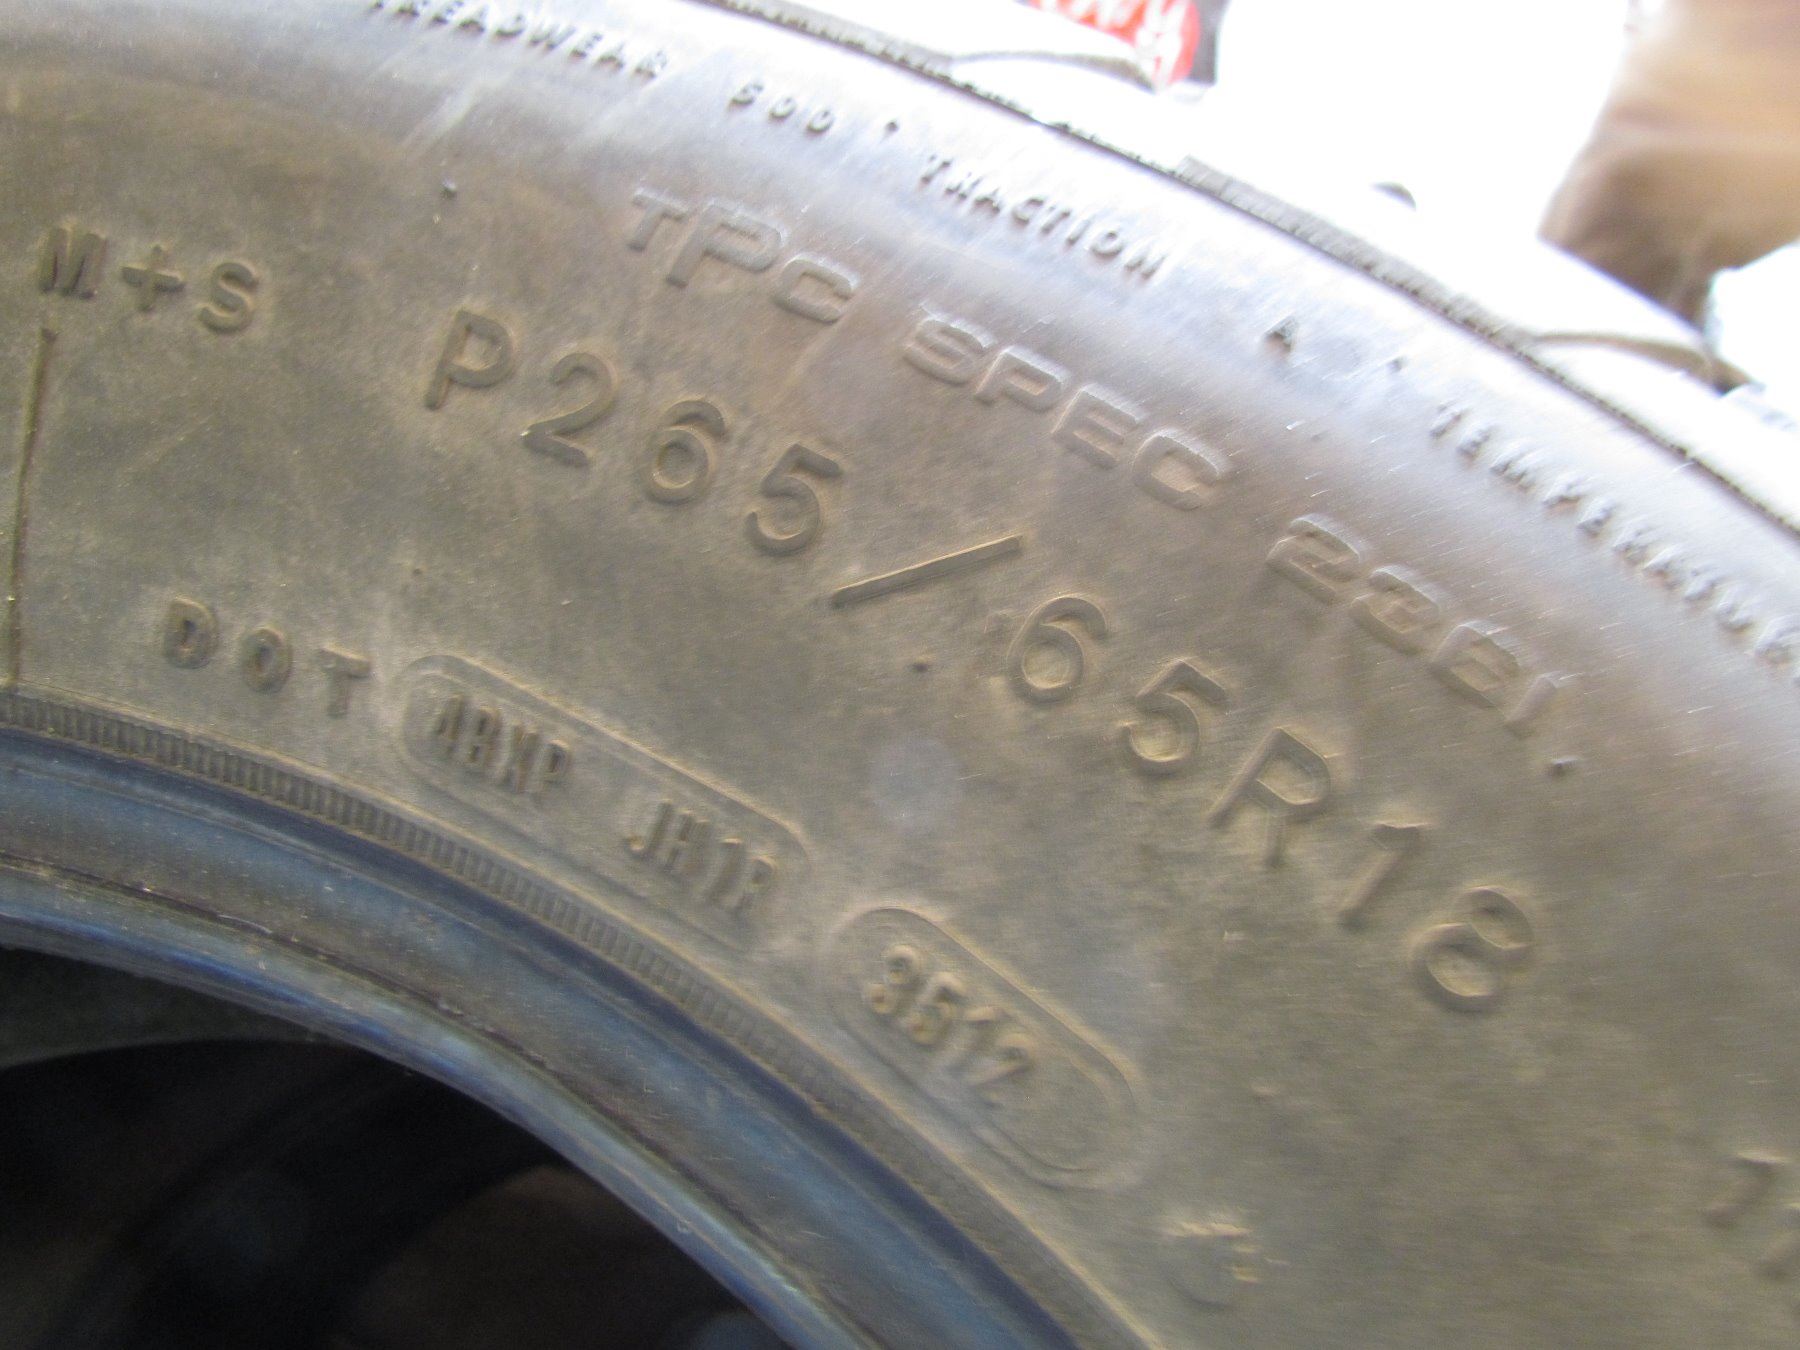 TREADWEAR 500 • TRACTION A • TEMPERATURE
TPC SPEC 2381
M+S
P265/65R18
DOT 4BXP JH1R 3512